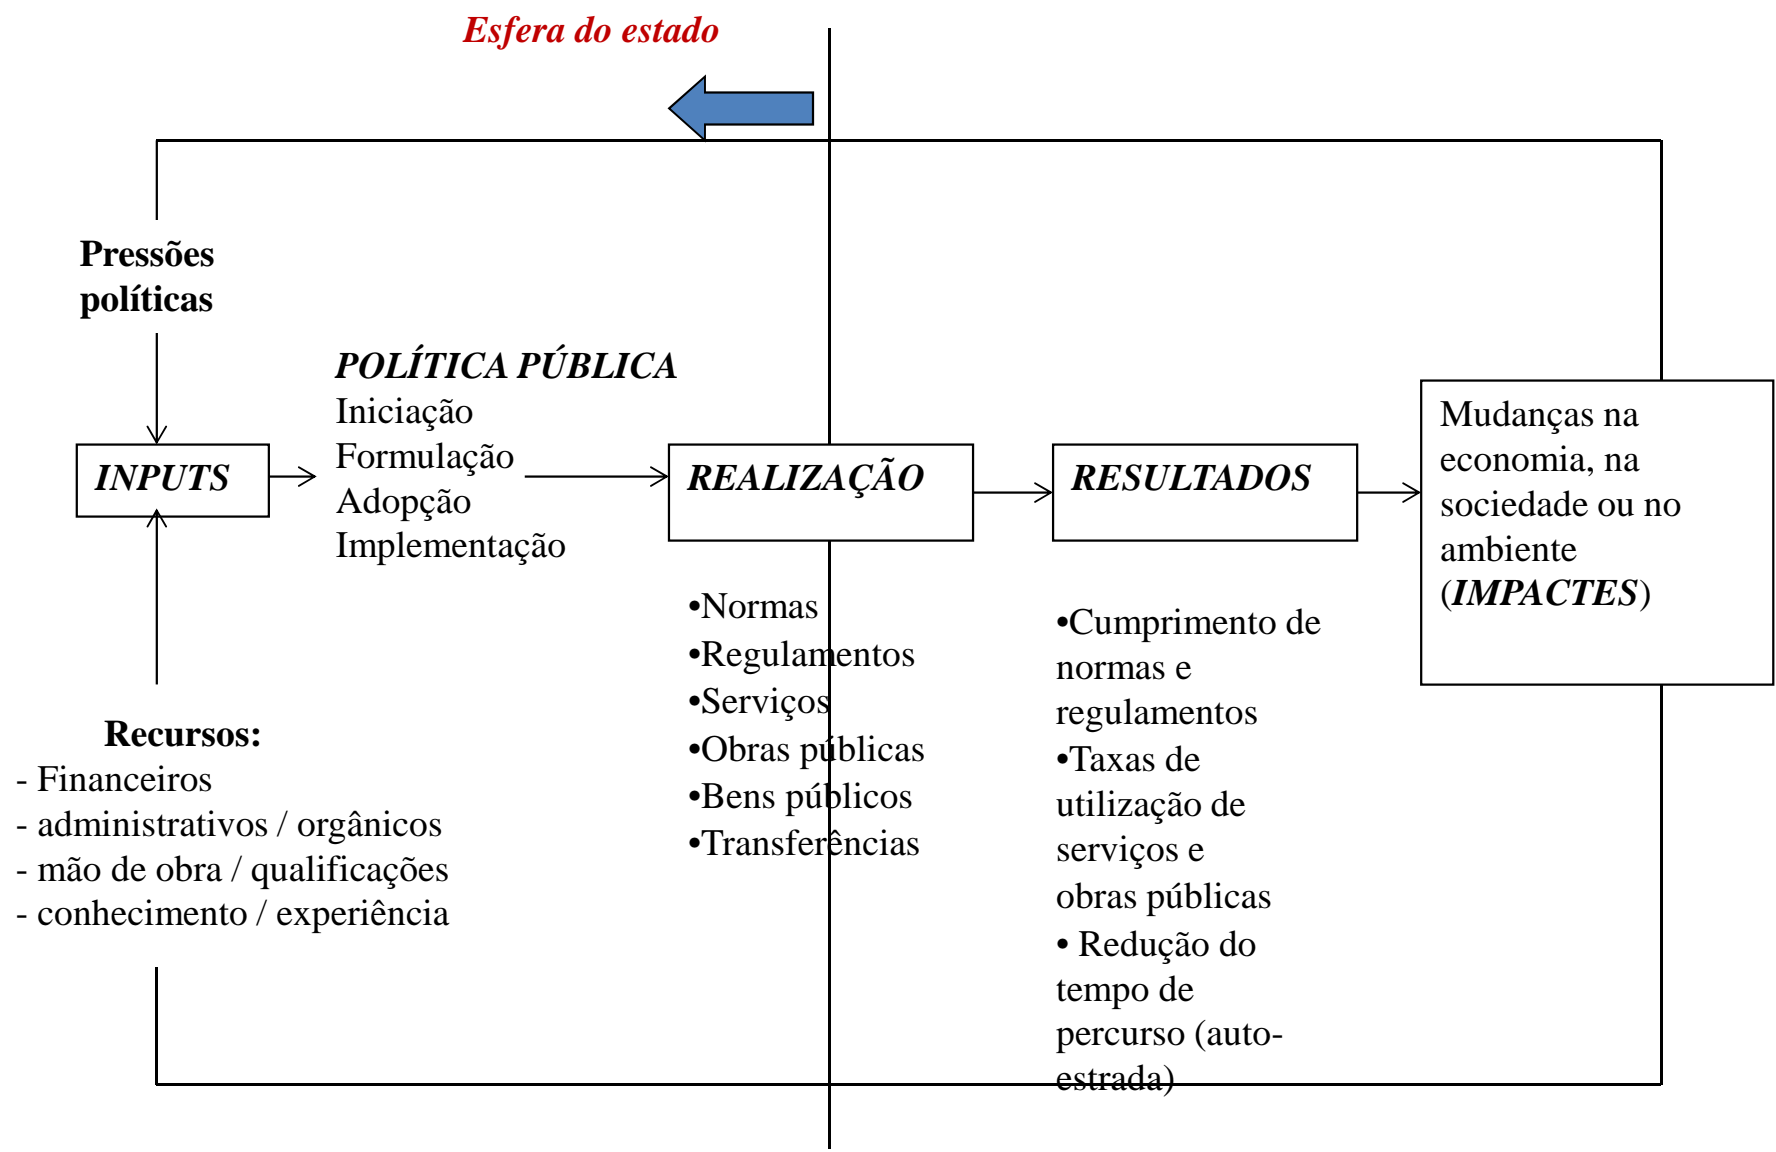 Esfera do estado
Pressões
políticas
INPUTS
Recursos:
- Financeiros
- administrativos / orgânicos
- mão de obra / qualificações
- conhecimento / experiência
POLÍTICA PÚBLICA
Iniciação
Formulação
Adopção
Implementação
REALIZAÇÃO
•Normas
•Regulamentos
•Serviços
•Obras públicas
•Bens públicos
•Transferências
RESULTADOS
•Cumprimento de
normas e
regulamentos
•Taxas de
utilização de
serviços e
obras públicas
• Redução do
tempo de
percurso (auto-
estrada)
Mudanças na
economia, na
sociedade ou no
ambiente
(IMPACTES)